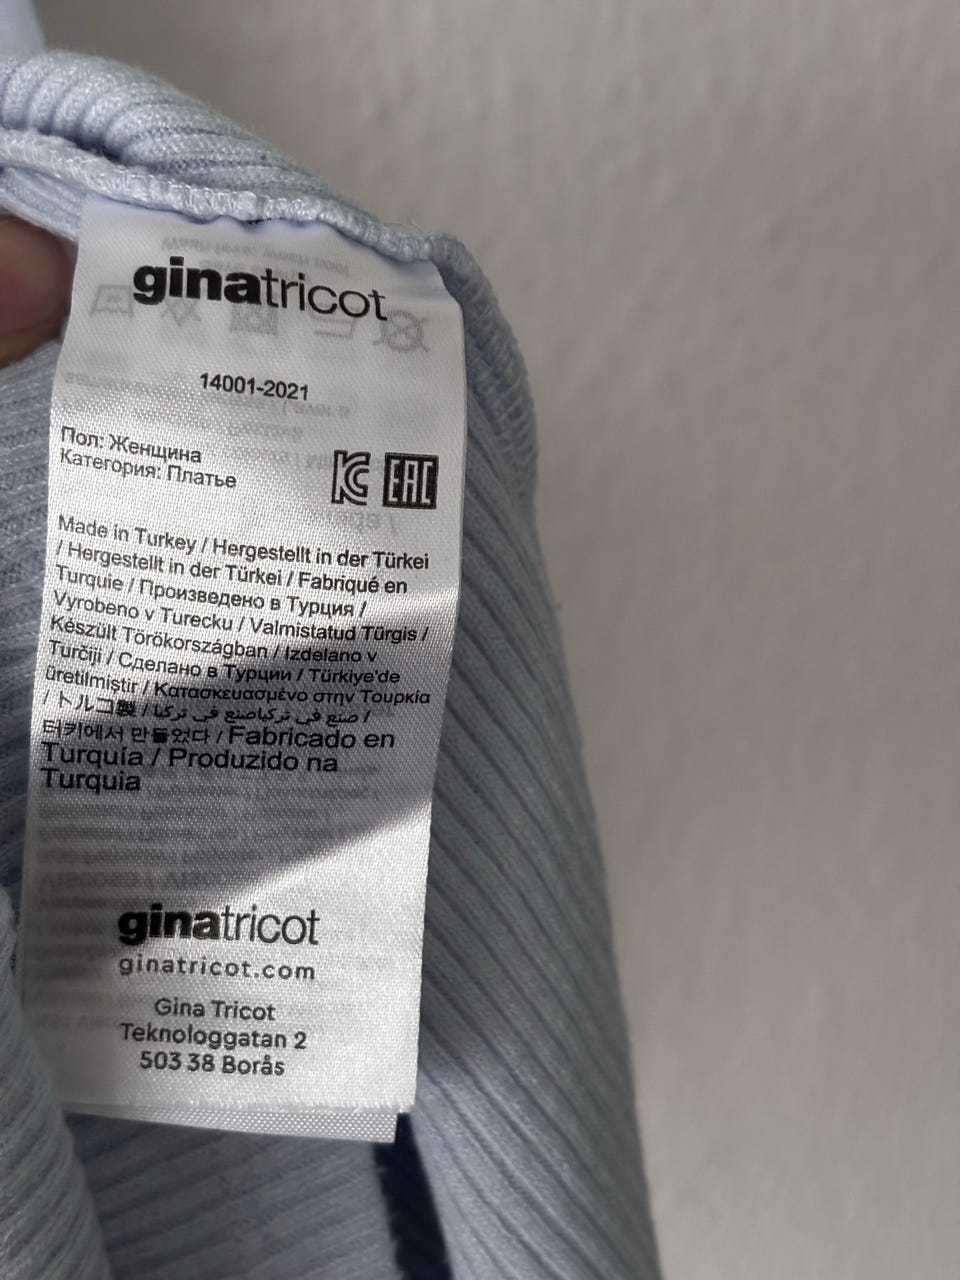 ginatricot
14001-2021
Пол: Женщина
Категория: Платье
EAC
Made in Turkey / Hergestellt in der Türkei
/ Hergestellt in der Türkei / Fabriqué en
Turquie / Произведено в Турция /
Vyrobeno v Turecku / Valmistatud Türgis /
Készült Törökországban / Izdelano v
Turčiji / Сделано в Турции / Türkiye'de
üretilmiştir / Κατασκευασμένο στην Τουρκία
/ トルコ製 / صنع في تركياصنع في تركيا /
터키에서 만들었다 / Fabricado en
Turquía / Produzido na
Turquia
ginatricot
ginatricot.com
Gina Tricot
Teknologgatan 2
503 38 Borås